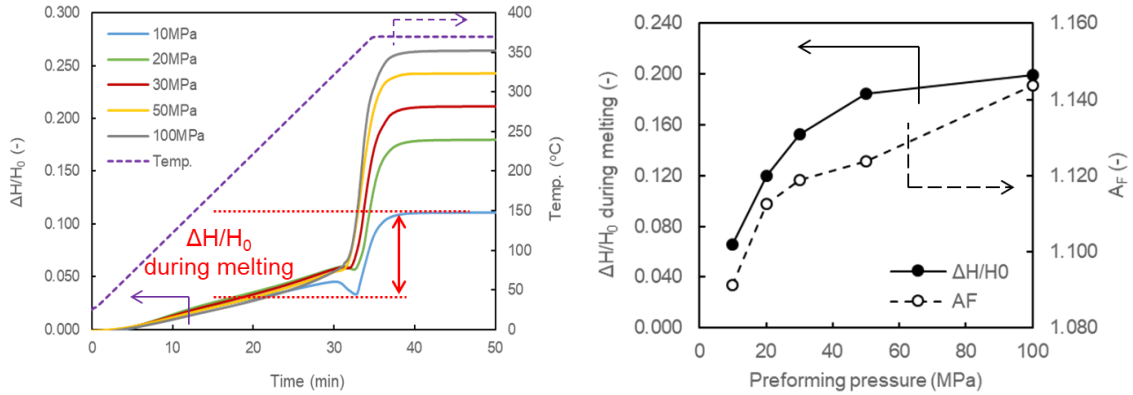 0.300
0.250
0.200
0.150
0.100
0.050
0.000
ΔH/H₀ (-)
10MPa
20MPa
30MPa
50MPa
100MPa
Temp.
ΔH/H₀
during melting
400
350
300
250
200
150
100
50
0
Temp. (℃)
0 10 20 30 40 50
Time (min)
0.240
0.200
0.160
0.120
0.080
0.040
0.000
ΔH/H₀ during melting (-)
ΔH/H0
AF
1.160
1.140
1.120
1.100
1.080
A_F (-)
0 20 40 60 80 100
Preforming pressure (MPa)